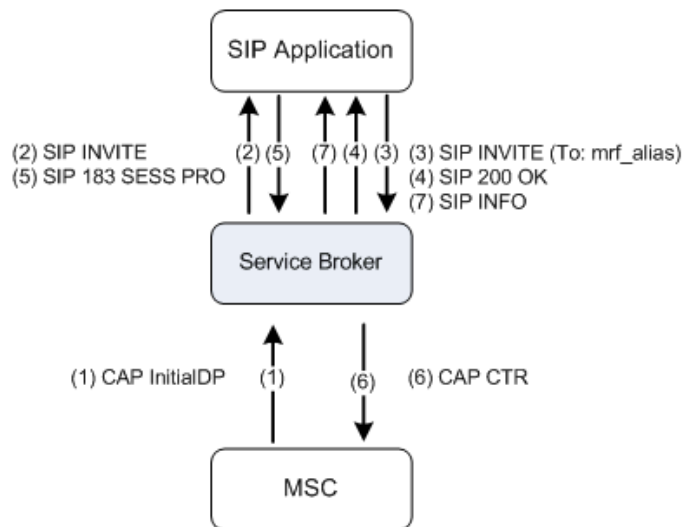 SIP Application
(2) SIP INVITE
(5) SIP 183 SESS PRO
(2)
(5)
(7)
(4)
(3)
(3) SIP INVITE (To: mrf_alias)
(4) SIP 200 OK
(7) SIP INFO
Service Broker
(1) CAP InitialDP
(1)
(6)
(6) CAP CTR
MSC